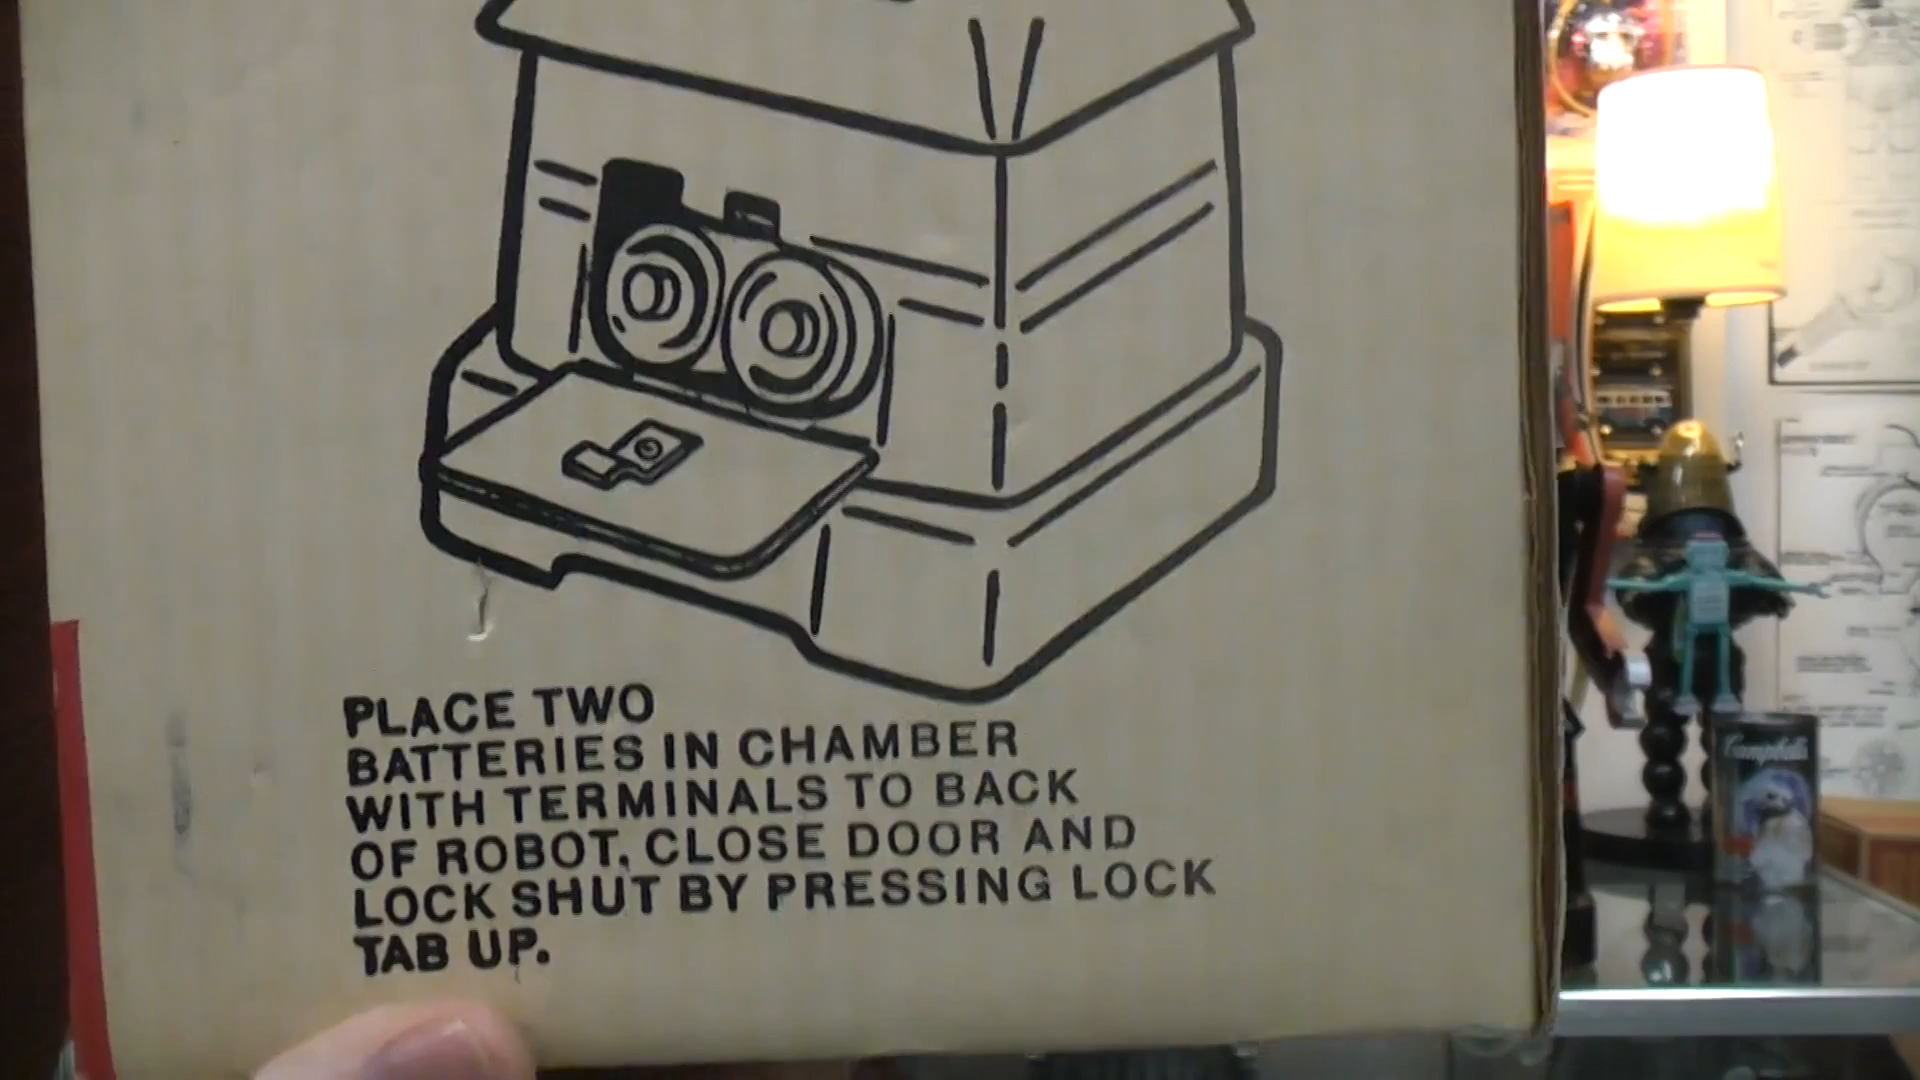 PLACE TWO
BATTERIES IN CHAMBER
WITH TERMINALS TO BACK
OF ROBOT. CLOSE DOOR AND
LOCK SHUT BY PRESSING LOCK
TAB UP.
Campbell's